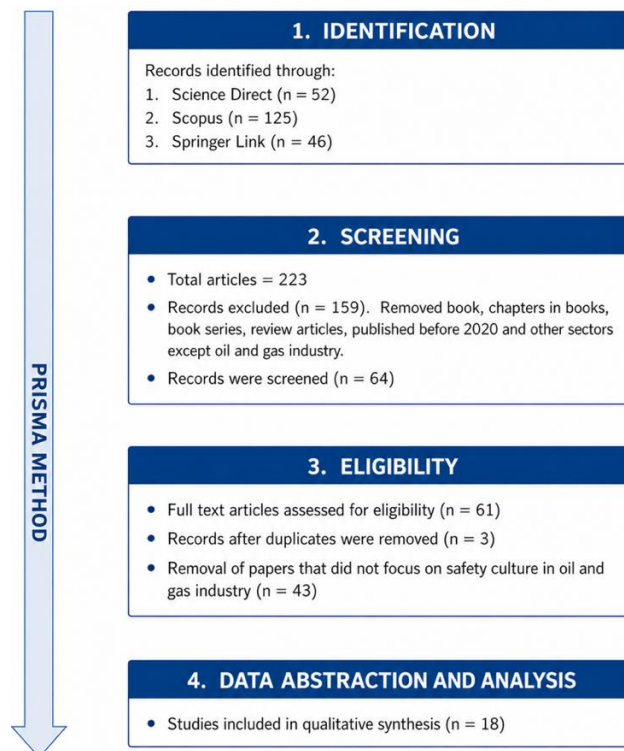 PRISMA METHOD
1. IDENTIFICATION
Records identified through:
1. Science Direct (n = 52)
2. Scopus (n = 125)
3. Springer Link (n = 46)
2. SCREENING
• Total articles = 223
• Records excluded (n = 159). Removed book, chapters in books,
book series, review articles, published before 2020 and other sectors
except oil and gas industry.
• Records were screened (n = 64)
3. ELIGIBILITY
• Full text articles assessed for eligibility (n = 61)
• Records after duplicates were removed (n = 3)
• Removal of papers that did not focus on safety culture in oil and
gas industry (n = 43)
4. DATA ABSTRACTION AND ANALYSIS
• Studies included in qualitative synthesis (n = 18)